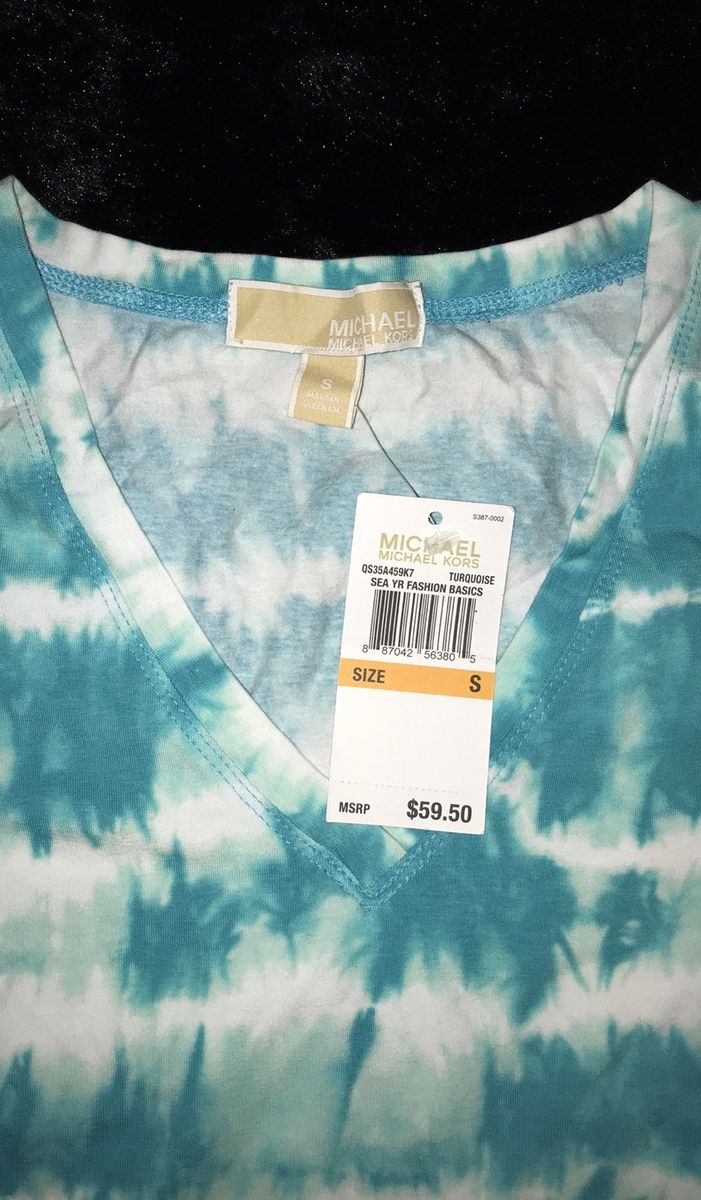 MICHAEL
MICHAEL KORS
S
MADE IN
VIETNAM
S387-0002
MICHAEL
MICHAEL KORS
QS35A459K7 TURQUOISE
SEA YR FASHION BASICS
8 87042 56380 5
SIZE S
MSRP $59.50